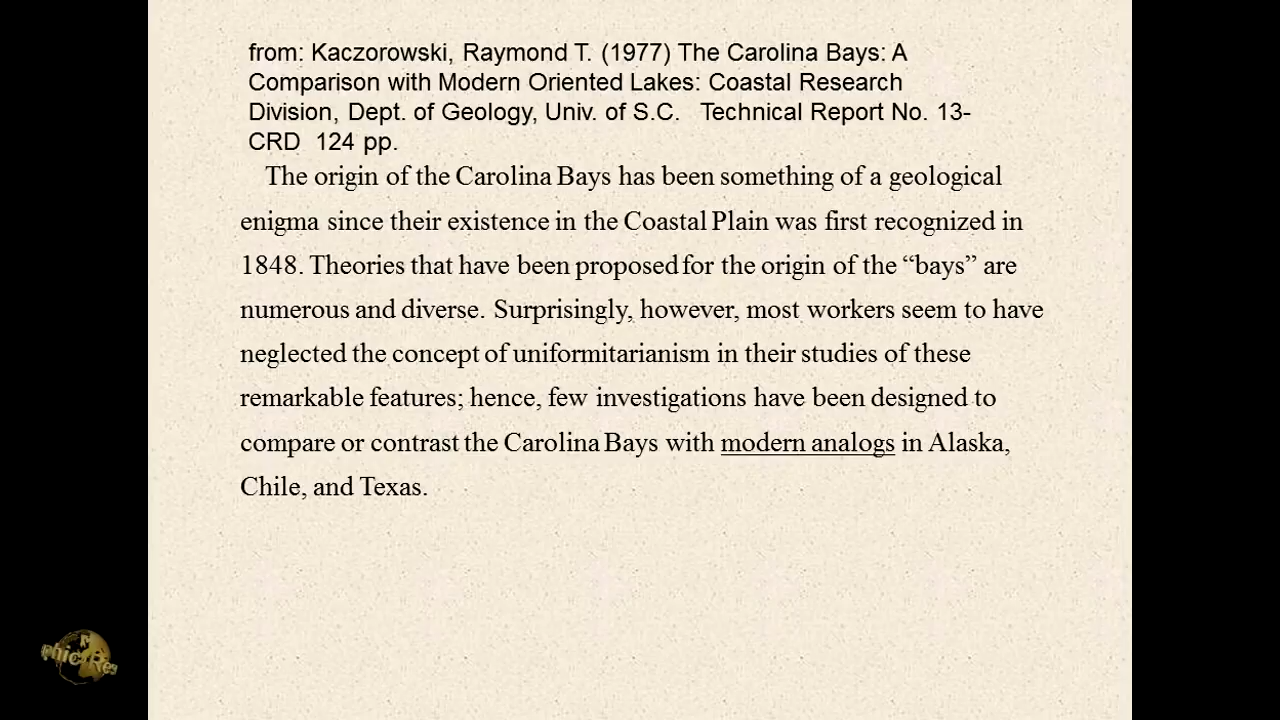 from: Kaczorowski, Raymond T. (1977) The Carolina Bays: A
Comparison with Modern Oriented Lakes: Coastal Research
Division, Dept. of Geology, Univ. of S.C. Technical Report No. 13-
CRD 124 pp.
The origin of the Carolina Bays has been something of a geological
enigma since their existence in the Coastal Plain was first recognized in
1848. Theories that have been proposed for the origin of the “bays” are
numerous and diverse. Surprisingly, however, most workers seem to have
neglected the concept of uniformitarianism in their studies of these
remarkable features; hence, few investigations have been designed to
compare or contrast the Carolina Bays with modern analogs in Alaska,
Chile, and Texas.